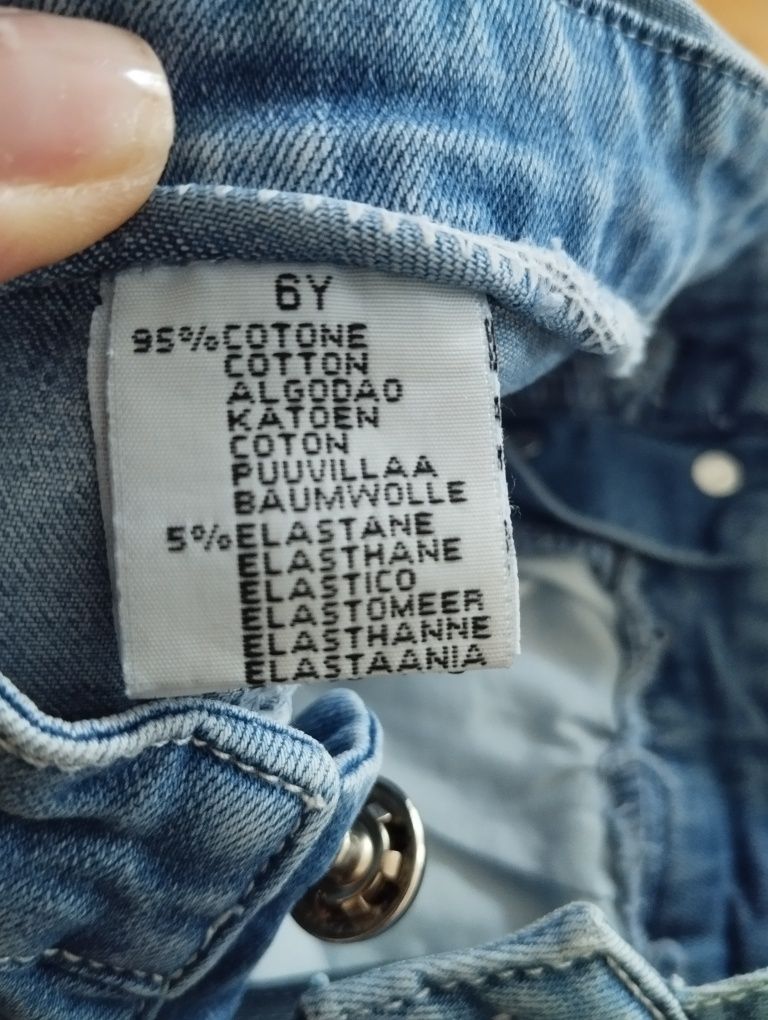 6Y
95%COTONE
COTTON
ALGODAO
KATOEN
COTON
PUUVILLAA
BAUMWOLLE
5%ELASTANE
ELASTHANE
ELASTICO
ELASTOMEER
ELASTHANNE
ELASTAANIA